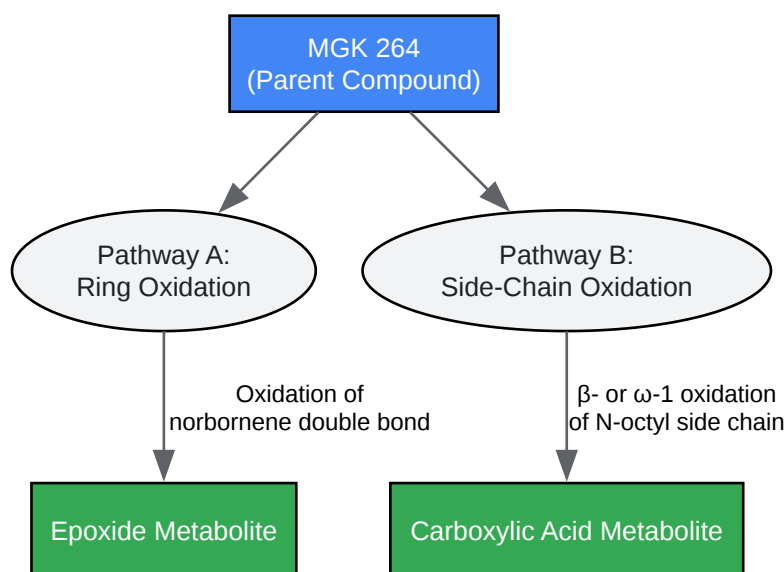 MGK 264
(Parent Compound)
Pathway A:
Ring Oxidation
Pathway B:
Side-Chain Oxidation
Oxidation of
norbornene double bond
β- or ω-1 oxidation
of N-octyl side chain
Epoxide Metabolite
Carboxylic Acid Metabolite